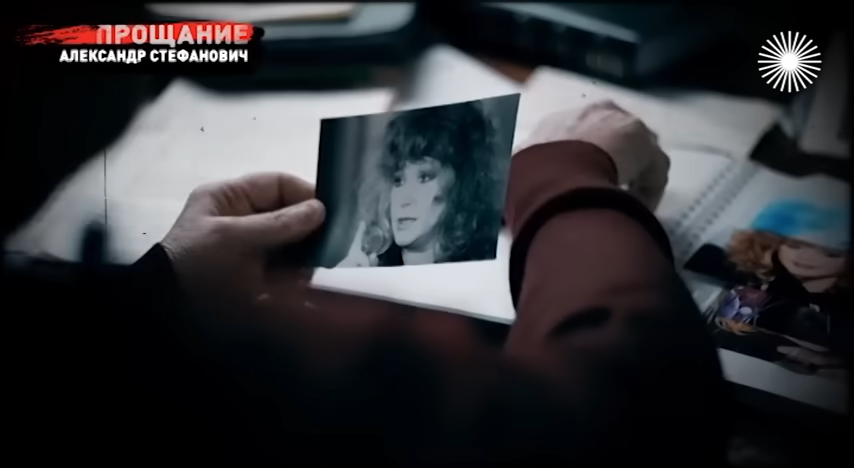 ПРОЩАНИЕ
АЛЕКСАНДР СТЕФАНОВИЧ